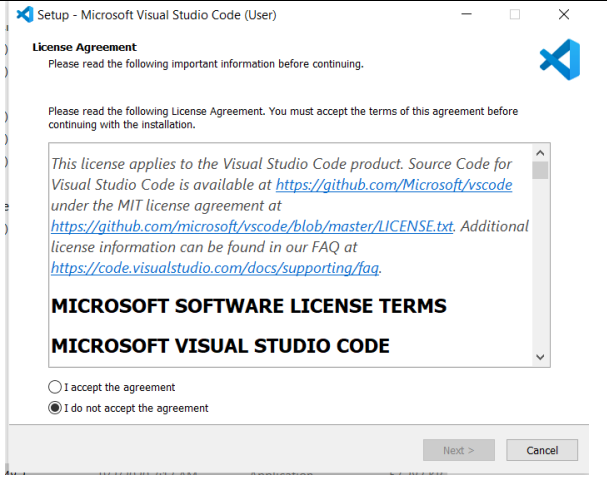 Setup - Microsoft Visual Studio Code (User)
License Agreement
Please read the following important information before continuing.
Please read the following License Agreement. You must accept the terms of this agreement before
continuing with the installation.
This license applies to the Visual Studio Code product. Source Code for
Visual Studio Code is available at https://github.com/Microsoft/vscode
under the MIT license agreement at
https://github.com/microsoft/vscode/blob/master/LICENSE.txt. Additional
license information can be found in our FAQ at
https://code.visualstudio.com/docs/supporting/faq.
MICROSOFT SOFTWARE LICENSE TERMS
MICROSOFT VISUAL STUDIO CODE
I accept the agreement
I do not accept the agreement
Next >
Cancel
Application